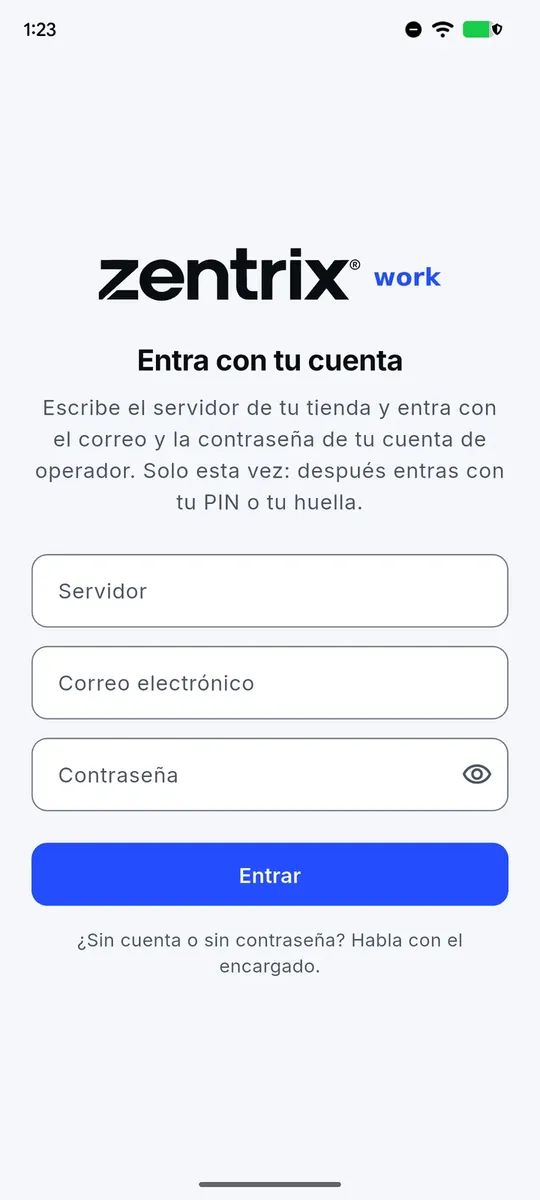 1:23
zentrix® work
Entra con tu cuenta
Escribe el servidor de tu tienda y entra con
el correo y la contraseña de tu cuenta de
operador. Solo esta vez: después entras con
tu PIN o tu huella.
Servidor
Correo electrónico
Contraseña
Entrar
¿Sin cuenta o sin contraseña? Habla con el
encargado.